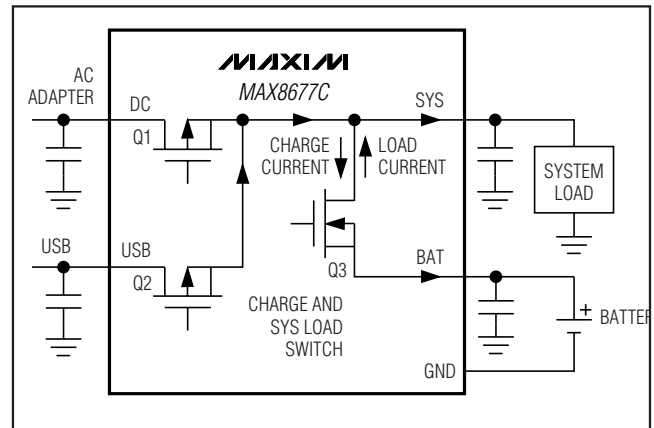 MAXIM
MAX8677C
AC
ADAPTER
DC
Q1
SYS
CHARGE
CURRENT
LOAD
CURRENT
SYSTEM
LOAD
USB
USB
Q2
Q3
BAT
CHARGE AND
SYS LOAD
SWITCH
+
BATTER
GND